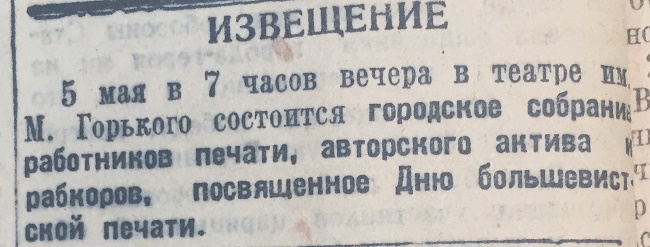 ИЗВЕЩЕНИЕ
5 мая в 7 часов вечера в театре им.
М. Горького состоится городское собрание
работников печати, авторского актива и
рабкоров, посвященное Дню большевист-
ской печати.